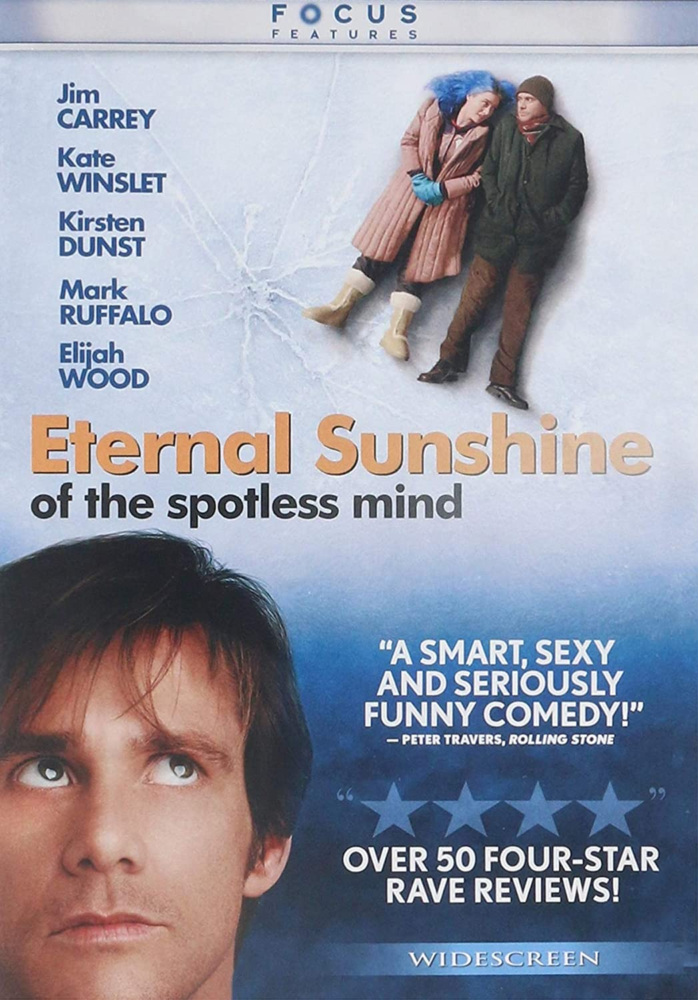 FOCUS
FEATURES
Jim
CARREY
Kate
WINSLET
Kirsten
DUNST
Mark
RUFFALO
Elijah
WOOD
Eternal Sunshine
of the spotless mind
“A SMART, SEXY
AND SERIOUSLY
FUNNY COMEDY!”
— PETER TRAVERS, ROLLING STONE
“★★★★”
OVER 50 FOUR-STAR
RAVE REVIEWS!
WIDESCREEN